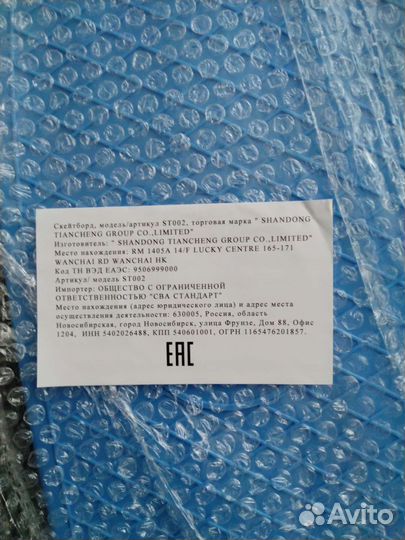 Скейтборд, модель/артикул ST002, торговая марка " SHANDONG
TIANCHENG GROUP CO.,LIMITED"
Изготовитель: " SHANDONG TIANCHENG GROUP CO.,LIMITED"
Место нахождения: RM 1405A 14/F LUCKY CENTRE 165-171
WANCHAI RD WANCHAI HK
Код ТН ВЭД ЕАЭС: 9506999000
Артикул/ модель ST002
Импортер: ОБЩЕСТВО С ОГРАНИЧЕННОЙ
ОТВЕТСТВЕННОСТЬЮ "СВА СТАНДАРТ"
Место нахождения (адрес юридического лица) и адрес места
осуществления деятельности: 630005, Россия, область
Новосибирская, город Новосибирск, улица Фрунзе, Дом 88, Офис
1204, ИНН 5402026488, КПП 540601001, ОГРН 1165476201857.
EAC
Avito